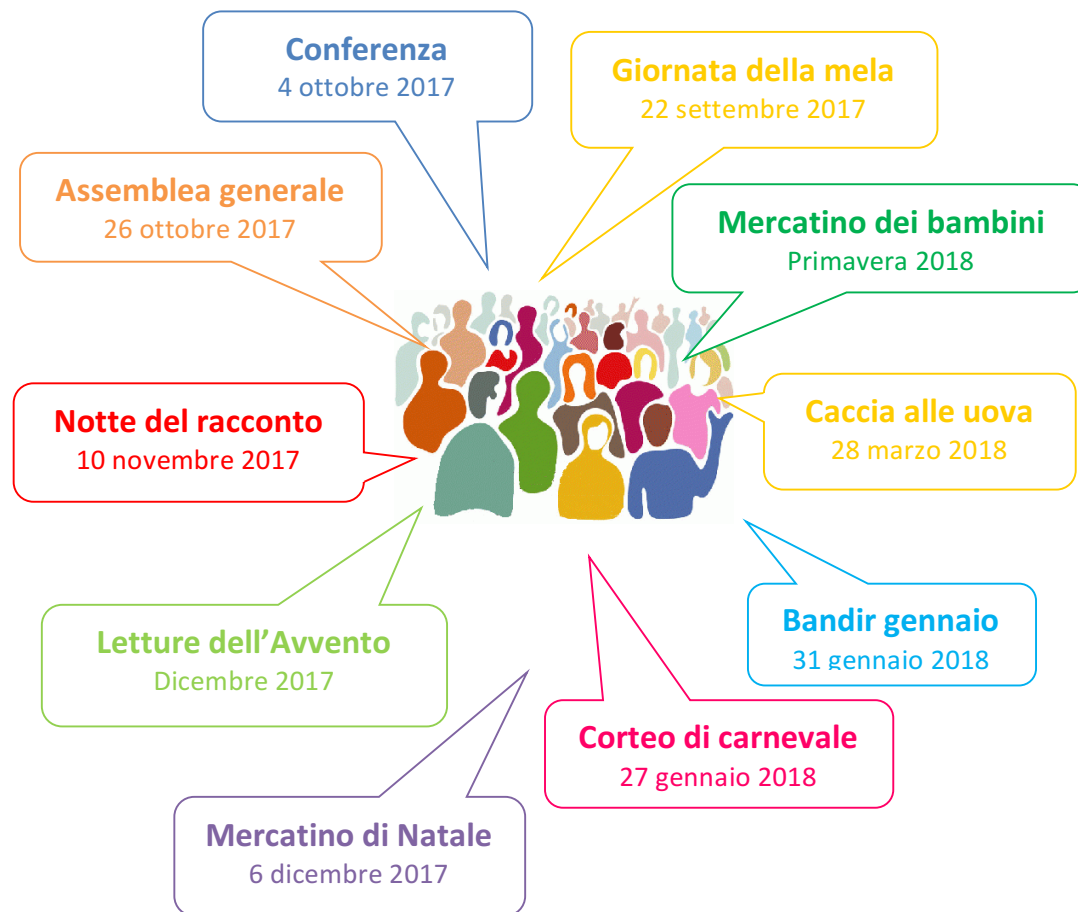 Conferenza
4 ottobre 2017
Giornata della mela
22 settembre 2017
Assemblea generale
26 ottobre 2017
Mercatino dei bambini
Primavera 2018
Notte del racconto
10 novembre 2017
Caccia alle uova
28 marzo 2018
Letture dell’Avvento
Dicembre 2017
Bandir gennaio
31 gennaio 2018
Corteo di carnevale
27 gennaio 2018
Mercatino di Natale
6 dicembre 2017